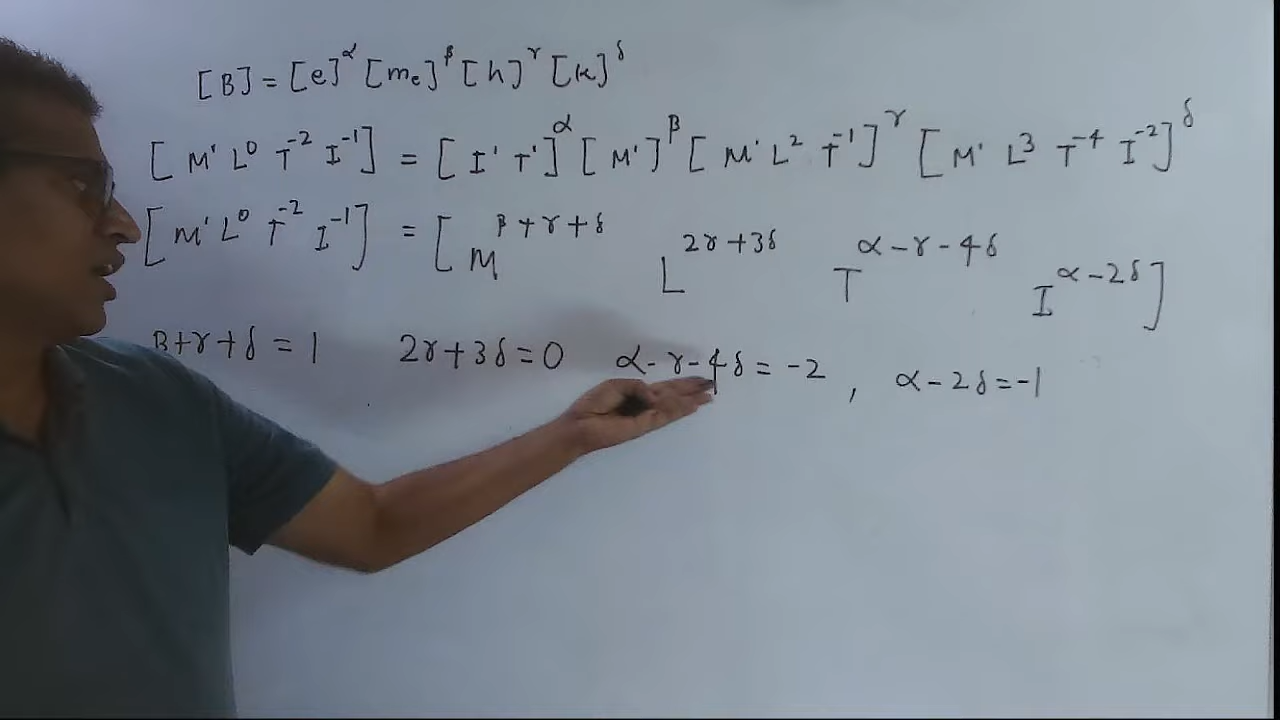 [B] = [e]^α [me]^β [h]^γ [k]^δ
[M¹ L⁰ T⁻² I⁻¹] = [I¹ T¹]^α [M¹]^β [M¹ L² T⁻¹]^γ [M¹ L³ T⁻⁴ I⁻²]^δ
[M¹ L⁰ T⁻² I⁻¹] = [M^β+γ+δ L^2γ+3δ T^α-γ-4δ I^α-2δ]
β+γ+δ = 1 2γ+3δ=0 α-γ-4δ = -2 , α-2δ=-1